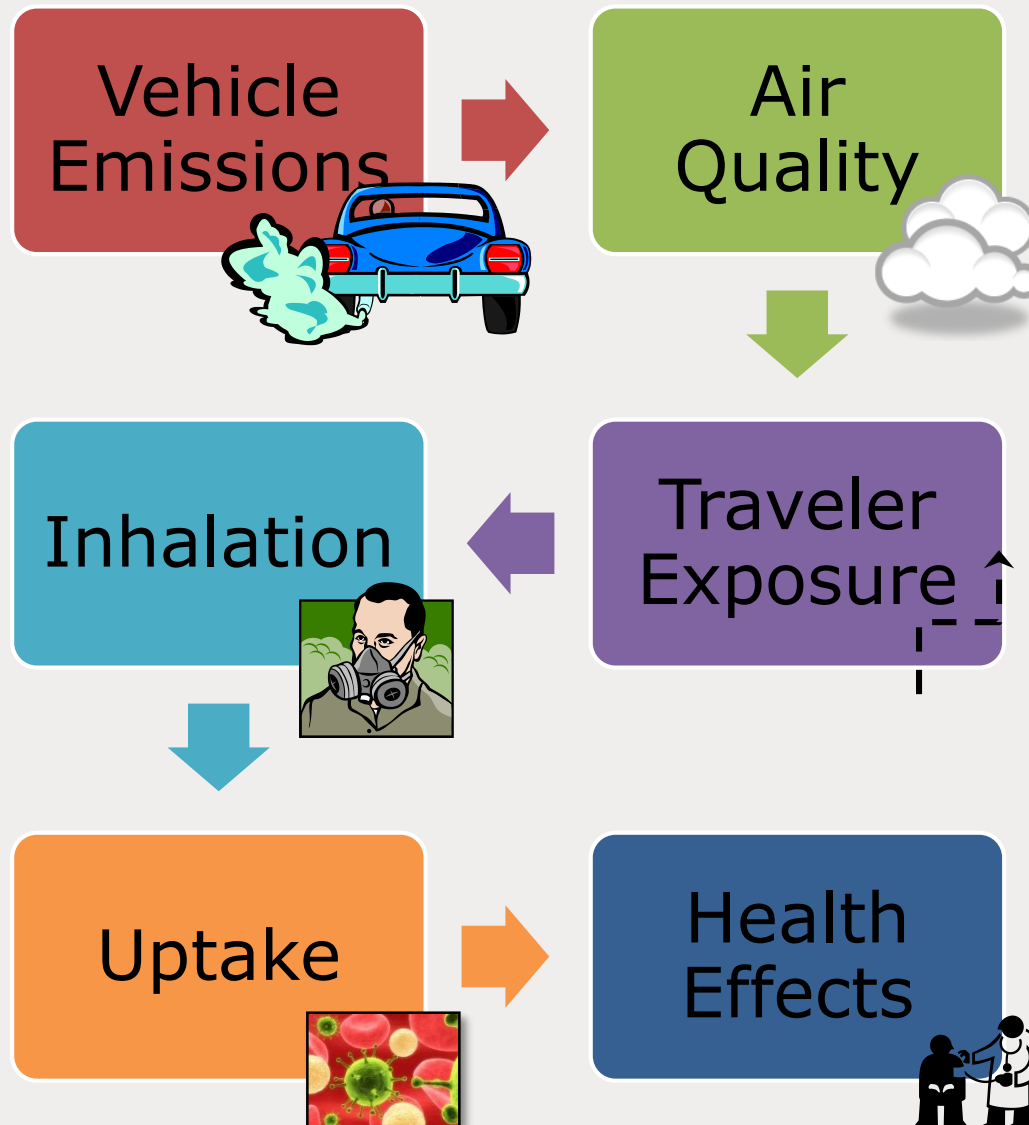 Vehicle
Emissions
Air
Quality
Traveler
Exposure
Inhalation
Uptake
Health
Effects